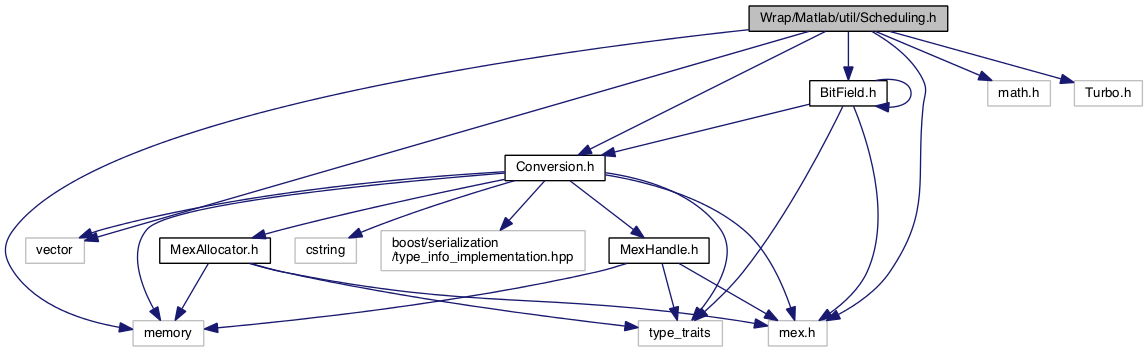 Wrap/Matlab/util/Scheduling.h
BitField.h
math.h
Turbo.h
Conversion.h
vector
MexAllocator.h
cstring
boost/serialization
/type_info_implementation.hpp
MexHandle.h
memory
type_traits
mex.h